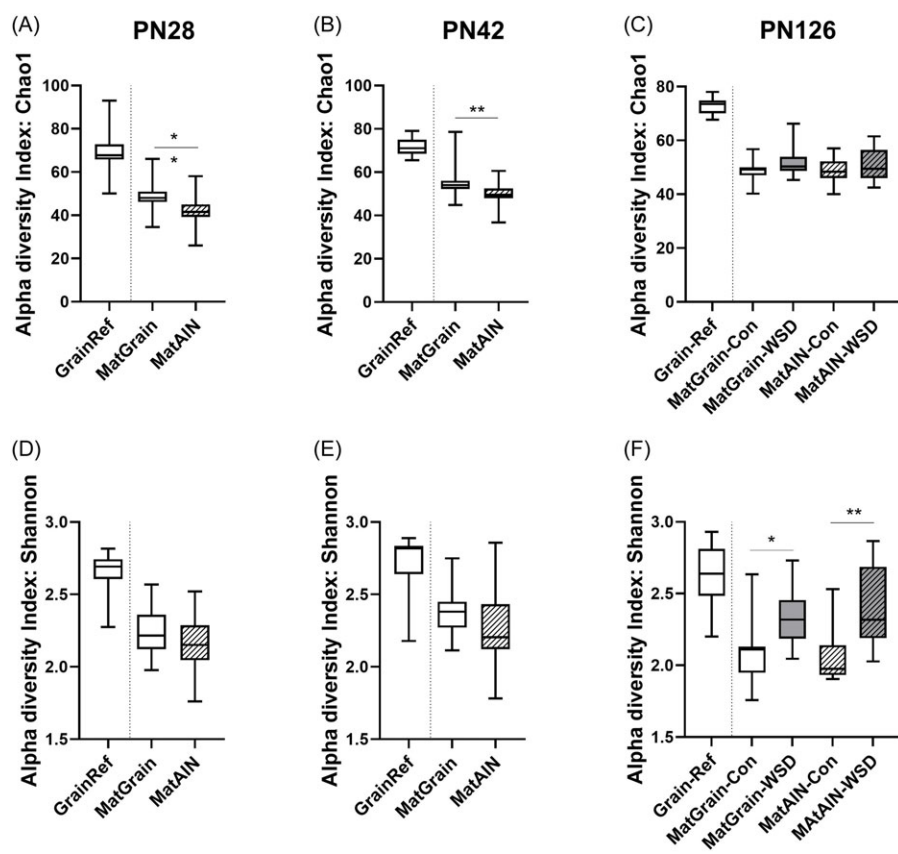 (A) PN28
Alpha diversity Index: Chao1
100
80
60
40
20
0
*
*
GrainRef
MatGrain
MatAIN
(B) PN42
Alpha diversity Index: Chao1
100
80
60
40
20
0
**
GrainRef
MatGrain
MatAIN
(C) PN126
Alpha diversity Index: Chao1
80
60
40
20
0
Grain-Ref
MatGrain-Con
MatGrain-WSD
MatAIN-Con
MatAIN-WSD
(D)
Alpha diversity Index: Shannon
3.0
2.5
2.0
1.5
GrainRef
MatGrain
MatAIN
(E)
Alpha diversity Index: Shannon
3.0
2.5
2.0
1.5
GrainRef
MatGrain
MatAIN
(F)
Alpha diversity Index: Shannon
3.0
2.5
2.0
1.5
*
**
Grain-Ref
MatGrain-Con
MatGrain-WSD
MatAIN-Con
MAtAIN-WSD